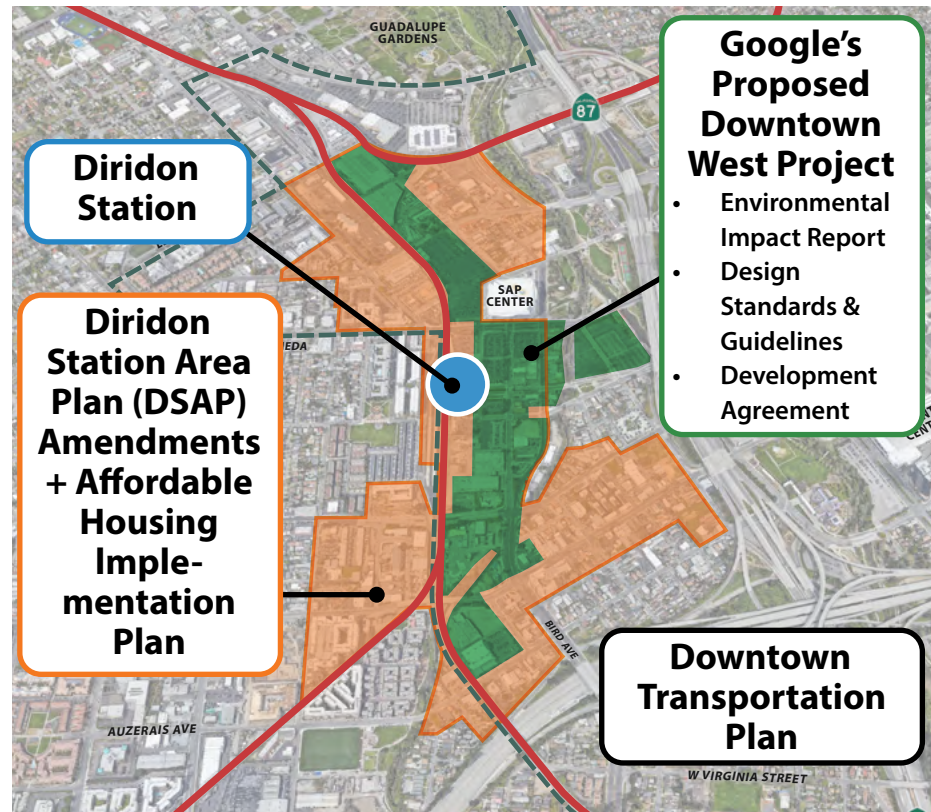 GUADALUPE
GARDENS
87
Google's
Proposed
Downtown
West Project
• Environmental
Impact Report
• Design
Standards &
Guidelines
• Development
Agreement
Diridon
Station
SAP
CENTER
Diridon
Station Area
Plan (DSAP)
Amendments
+ Affordable
Housing
Imple-
mentation
Plan
BIRD AVE
Downtown
Transportation
Plan
AUZERAIS AVE
W VIRGINIA STREET